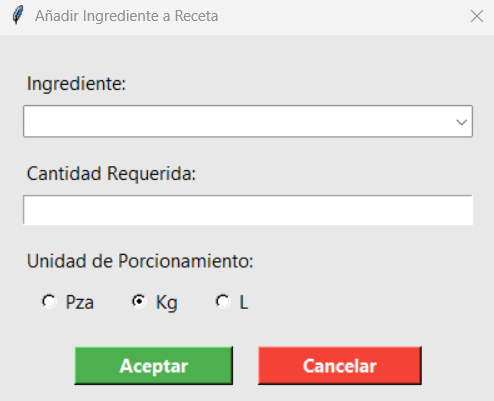 Añadir Ingrediente a Receta
Ingrediente:
Cantidad Requerida:
Unidad de Porcionamiento:
Pza Kg L
Aceptar Cancelar